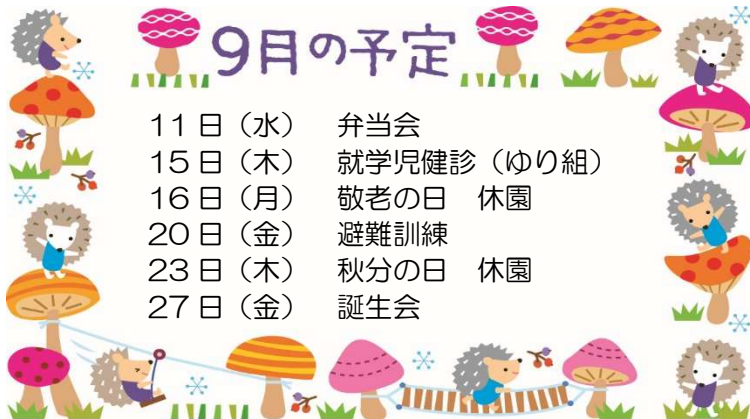 9月の予定
11日（水）　弁当会
15日（木）　就学児健診（ゆり組）
16日（月）　敬老の日　休園
20日（金）　避難訓練
23日（木）　秋分の日　休園
27日（金）　誕生会